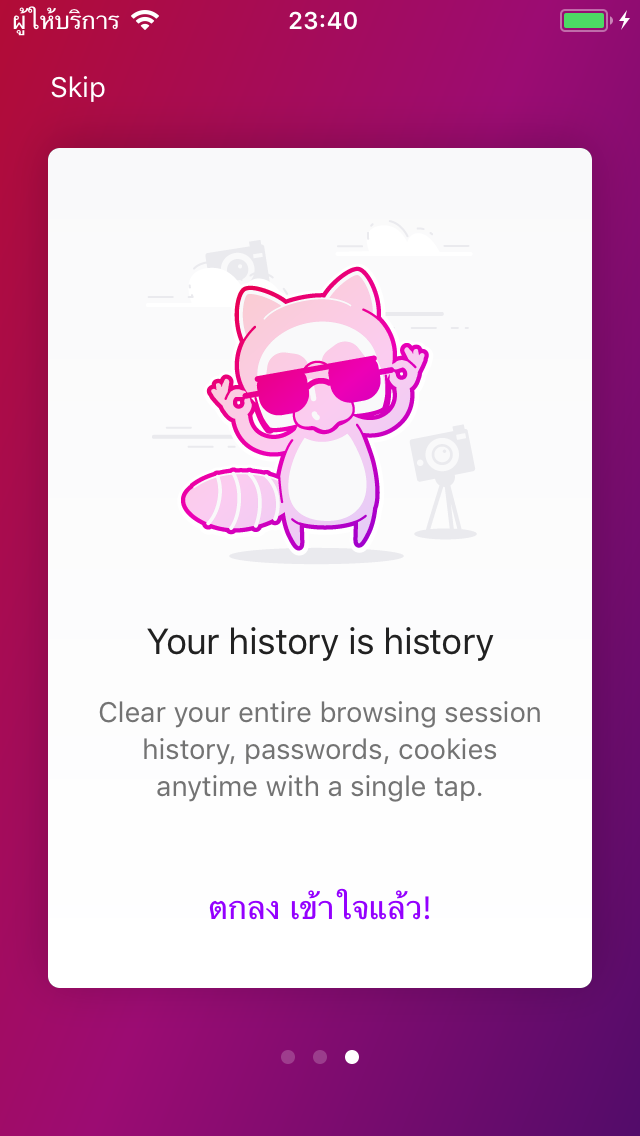 ผู้ให้บริการ 23:40
Skip
Your history is history
Clear your entire browsing session
history, passwords, cookies
anytime with a single tap.
ตกลง เข้าใจแล้ว!